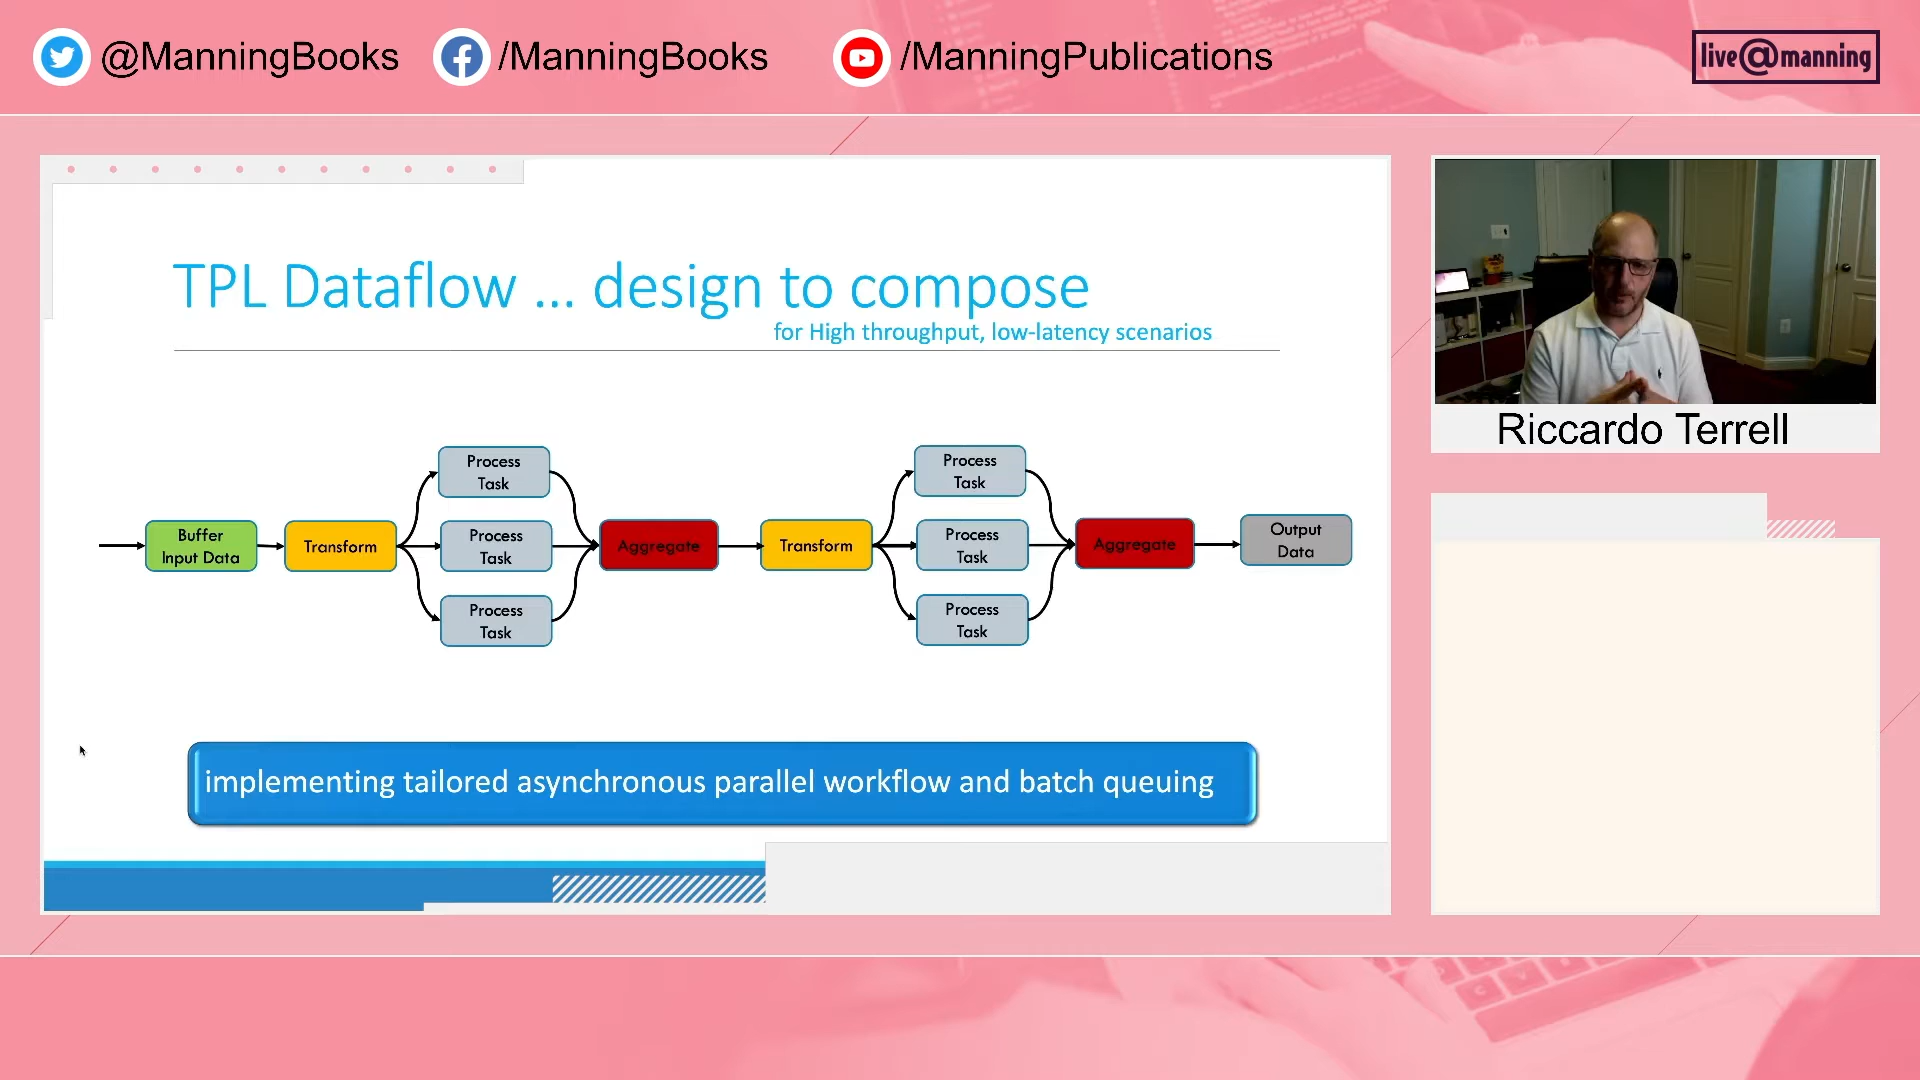 @ManningBooks
/ManningBooks
/ManningPublications
live@manning
TPL Dataflow ... design to compose
for High throughput, low-latency scenarios
Buffer
Input Data
Transform
Process
Task
Process
Task
Process
Task
Aggregate
Transform
Process
Task
Process
Task
Process
Task
Aggregate
Output
Data
implementing tailored asynchronous parallel workflow and batch queuing
Riccardo Terrell